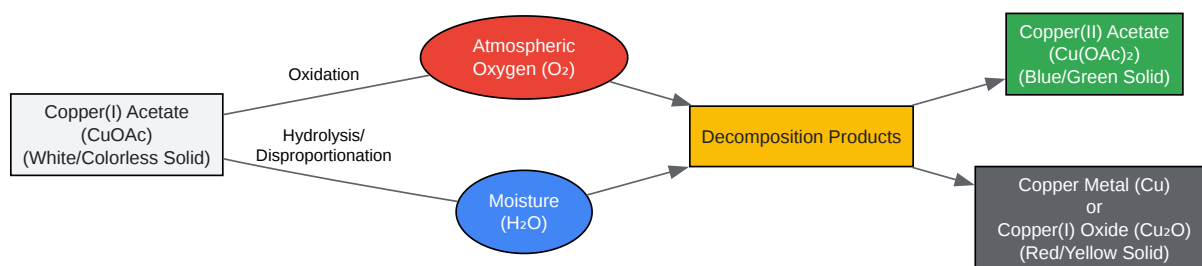 Copper(I) Acetate
(CuOAc)
(White/Colorless Solid)
Oxidation
Hydrolysis/
Disproportionation
Atmospheric
Oxygen (O₂)
Moisture
(H₂O)
Decomposition Products
Copper(II) Acetate
(Cu(OAc)₂)
(Blue/Green Solid)
Copper Metal (Cu)
or
Copper(I) Oxide (Cu₂O)
(Red/Yellow Solid)